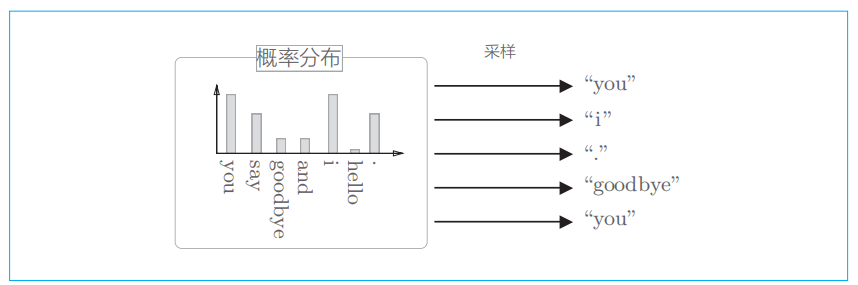 概率分布
采样
you
say
goodbye
and
i
hello
.
“you”
“i”
“.”
“goodbye”
“you”